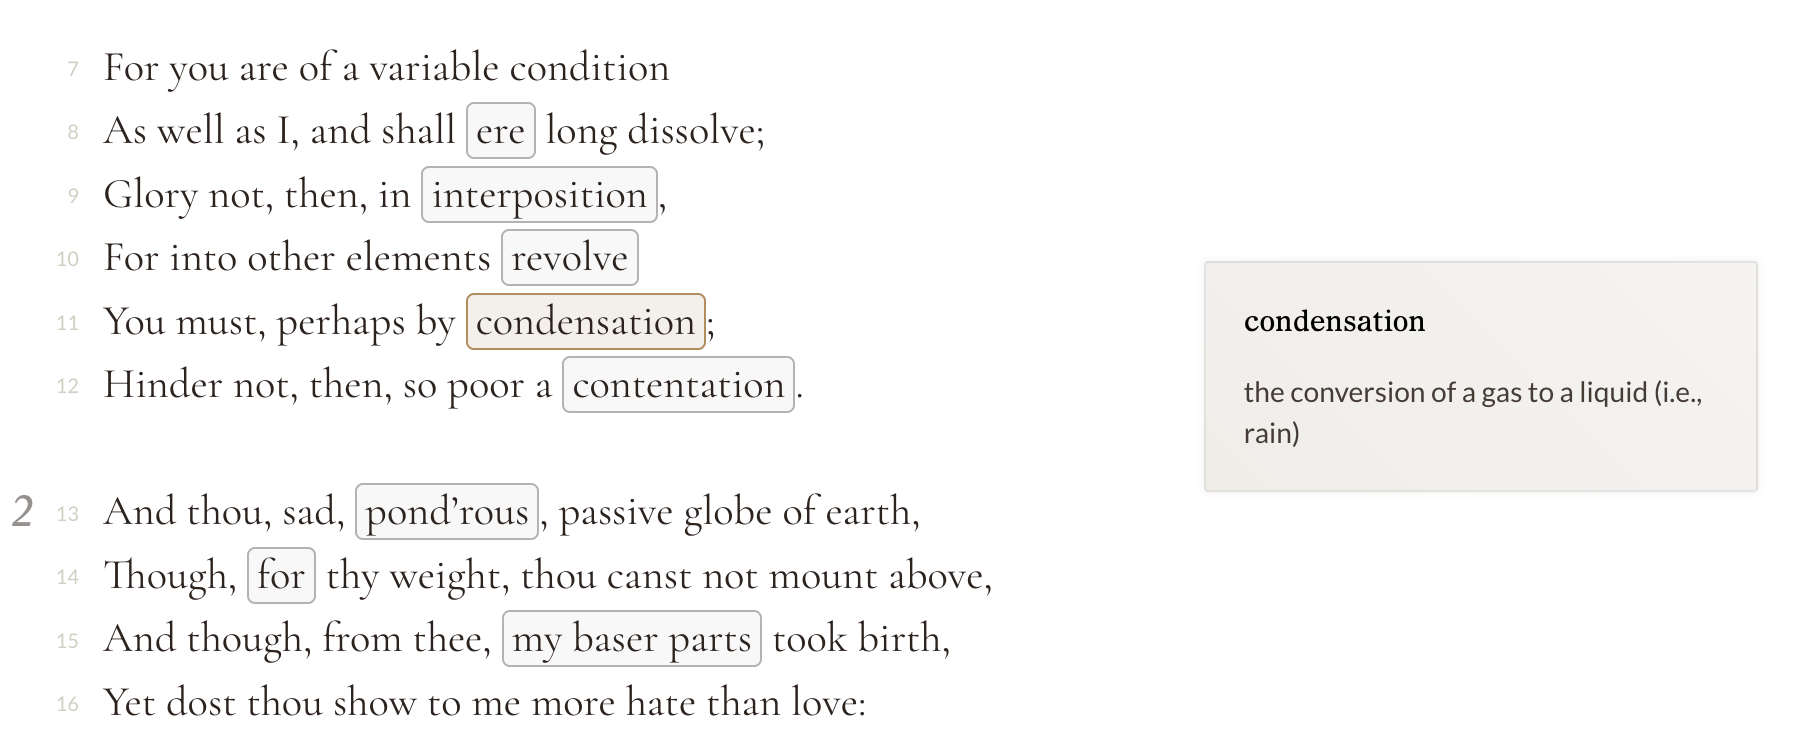 7 For you are of a variable condition
8 As well as I, and shall ere long dissolve;
9 Glory not, then, in interposition,
10 For into other elements revolve
11 You must, perhaps by condensation;
12 Hinder not, then, so poor a contentation.
2 13 And thou, sad, pond’rous, passive globe of earth,
14 Though, for thy weight, thou canst not mount above,
15 And though, from thee, my baser parts took birth,
16 Yet dost thou show to me more hate than love:
condensation
the conversion of a gas to a liquid (i.e.,
rain)